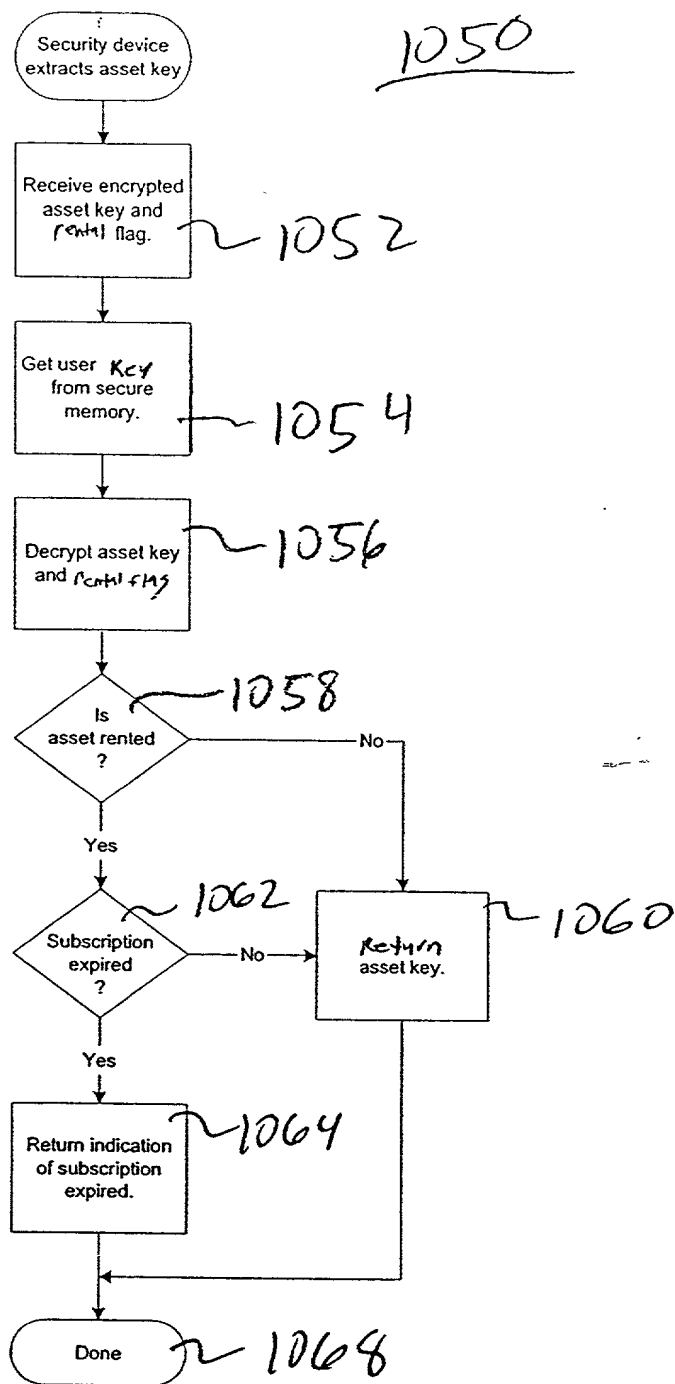 Security device
extracts asset key
1050
Receive encrypted
asset key and
rental flag.
1052
Get user Key
from secure
memory.
1054
Decrypt asset key
and rental flag
1056
Is
asset rented
?
1058
No
Yes
Subscription
expired
?
1062
No
Return
asset key.
1060
Yes
Return indication
of subscription
expired.
1064
Done
1068